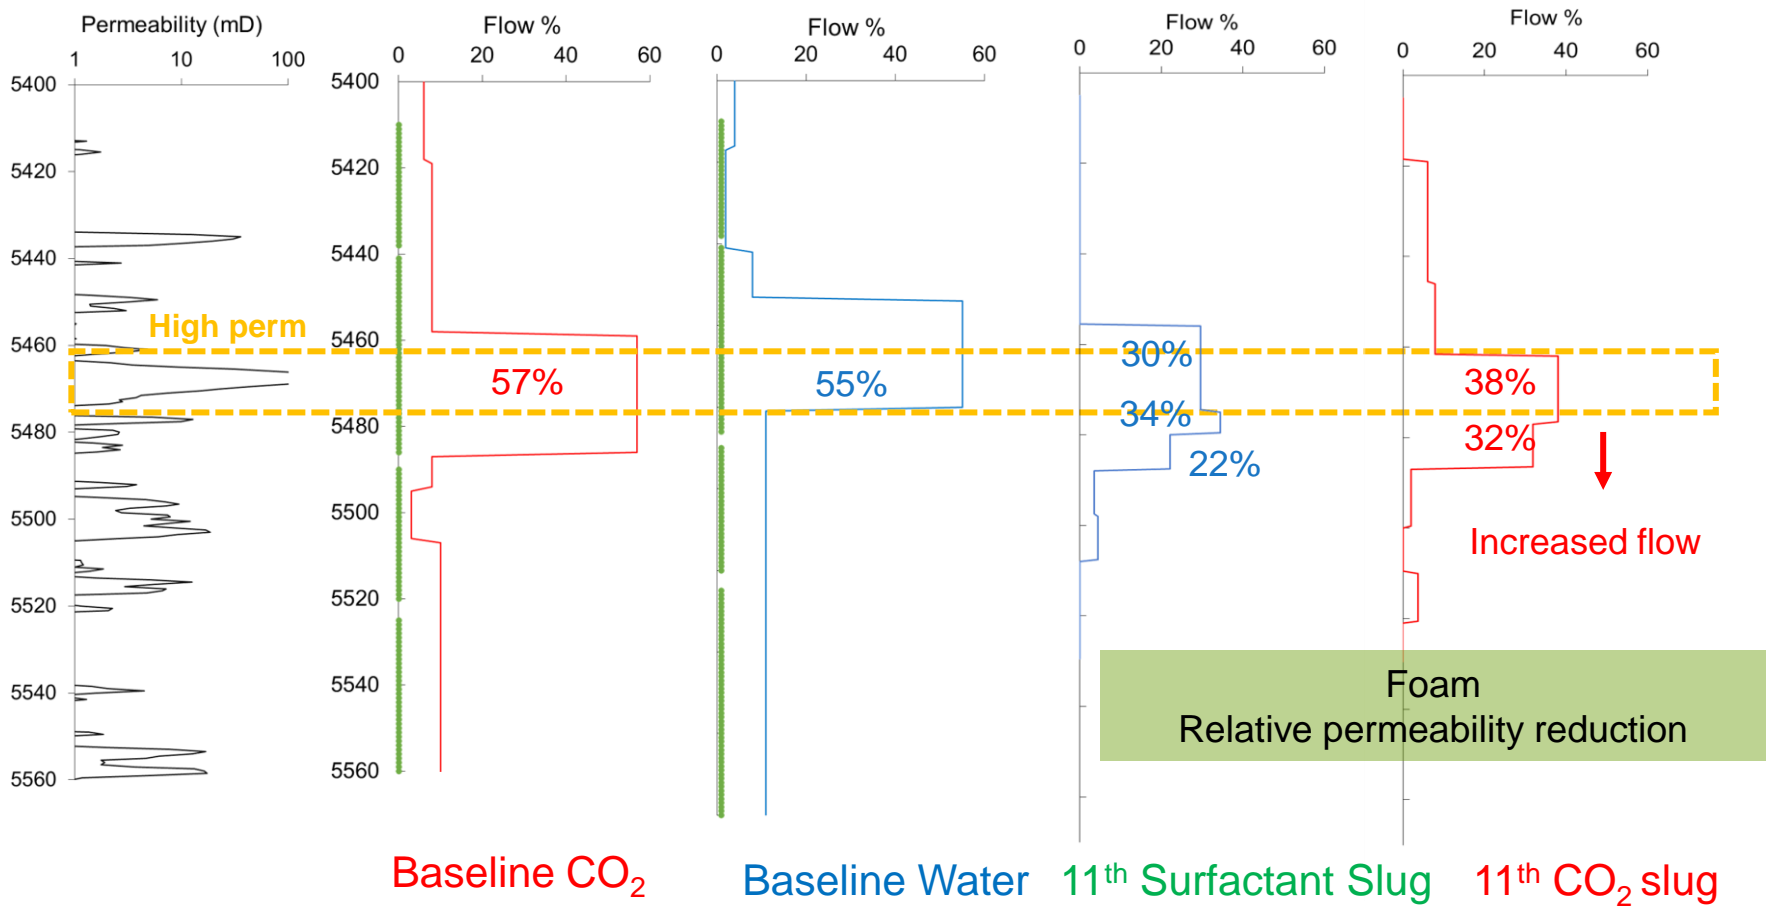 Permeability (mD)
1 10 100
5400
5420
5440
5460
5480
5500
5520
5540
5560
Flow %
0 20 40 60
5400
5420
5440
5460
5480
5500
5520
5540
5560
Flow %
0 20 40 60
Flow %
0 20 40 60
Flow %
0 20 40 60
High perm
57%
55%
30%
34%
22%
38%
32%
Increased flow
Foam
Relative permeability reduction
Baseline CO₂
Baseline Water
11ᵗʰ Surfactant Slug
11ᵗʰ CO₂ slug